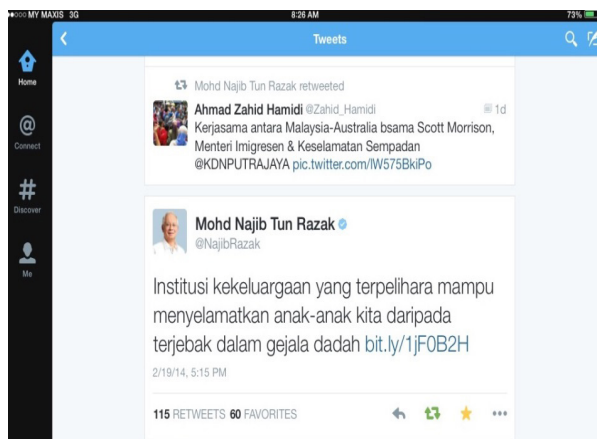 MY MAXIS 3G 8:26 AM 73%
Tweets
Home
Connect
Discover
Me
Mohd Najib Tun Razak retweeted
Ahmad Zahid Hamidi @Zahid_Hamidi 1d
Kerjasama antara Malaysia-Australia bsama Scott Morrison,
Menteri Imigresen & Keselamatan Sempadan
@KDNPUTRAJAYA pic.twitter.com/IW575BkiPo
Mohd Najib Tun Razak
@NajibRazak
Institusi kekeluargaan yang terpelihara mampu
menyelamatkan anak-anak kita daripada
terjebak dalam gejala dadah bit.ly/1jF0B2H
2/19/14, 5:15 PM
115 RETWEETS 60 FAVORITES